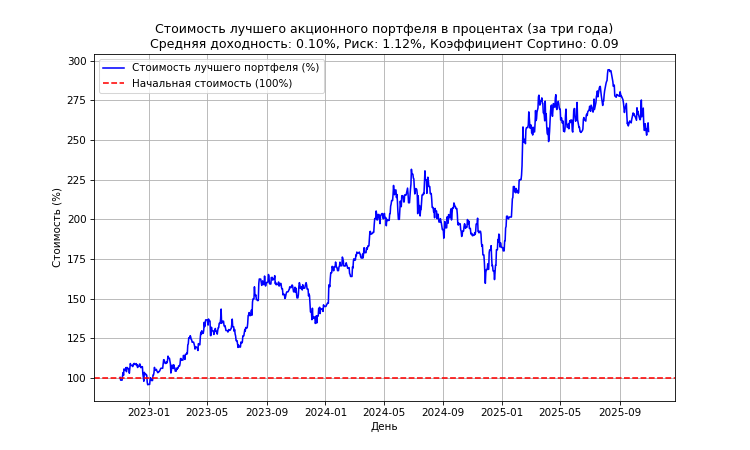 Стоимость лучшего акционного портфеля в процентах (за три года)
Средняя доходность: 0.10%, Риск: 1.12%, Коэффициент Сортино: 0.09
Стоимость лучшего портфеля (%)
Начальная стоимость (100%)
Стоимость (%)
300
275
250
225
200
175
150
125
100
2023-01 2023-05 2023-09 2024-01 2024-05 2024-09 2025-01 2025-05 2025-09
День